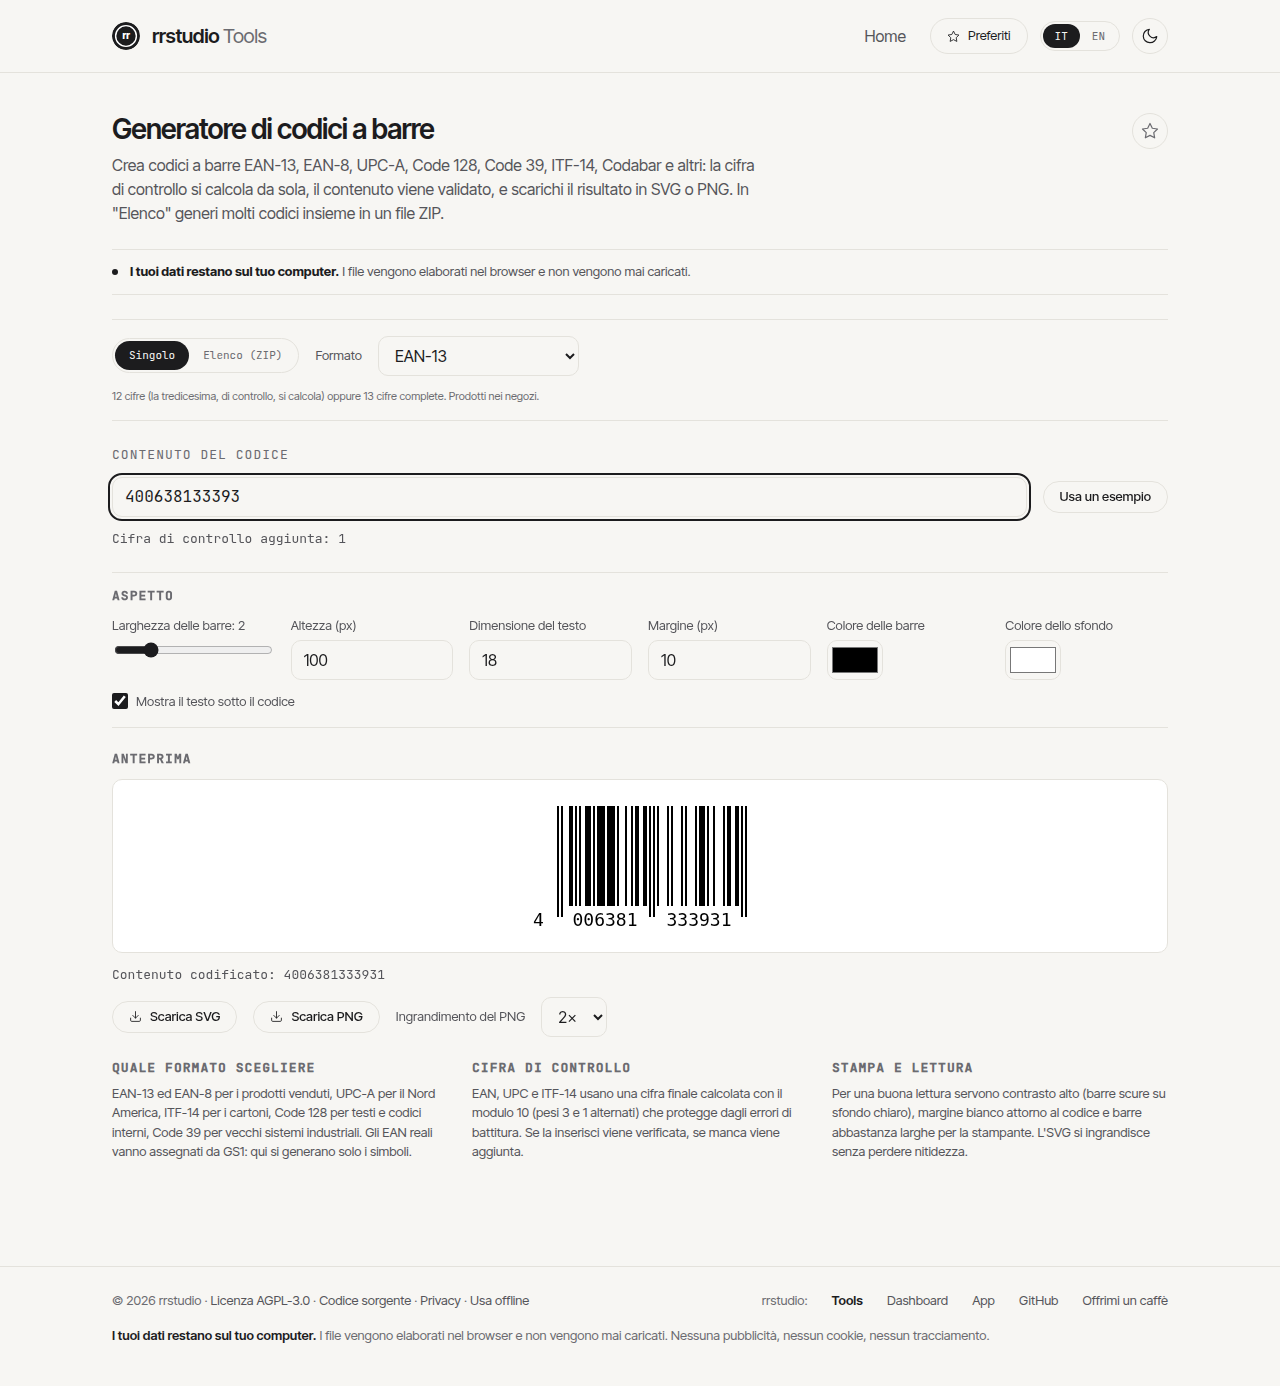 rr rrstudio Tools
Home
Preferiti
IT EN
Generatore di codici a barre
Crea codici a barre EAN-13, EAN-8, UPC-A, Code 128, Code 39, ITF-14, Codabar e altri: la cifra
di controllo si calcola da sola, il contenuto viene validato, e scarichi il risultato in SVG o PNG. In
"Elenco" generi molti codici insieme in un file ZIP.
I tuoi dati restano sul tuo computer. I file vengono elaborati nel browser e non vengono mai caricati.
Singolo Elenco (ZIP) Formato EAN-13
12 cifre (la tredicesima, di controllo, si calcola) oppure 13 cifre complete. Prodotti nei negozi.
CONTENUTO DEL CODICE
400638133393 Usa un esempio
Cifra di controllo aggiunta: 1
ASPETTO
Larghezza delle barre: 2 Altezza (px) Dimensione del testo Margine (px) Colore delle barre Colore dello sfondo
100 18 10
Mostra il testo sotto il codice
ANTEPRIMA
4 006381 333931
Contenuto codificato: 4006381333931
Scarica SVG Scarica PNG Ingrandimento del PNG 2×
QUALE FORMATO SCEGLIERE
EAN-13 ed EAN-8 per i prodotti venduti, UPC-A per il Nord
America, ITF-14 per i cartoni, Code 128 per testi e codici
interni, Code 39 per vecchi sistemi industriali. Gli EAN reali
vanno assegnati da GS1: qui si generano solo i simboli.
CIFRA DI CONTROLLO
EAN, UPC e ITF-14 usano una cifra finale calcolata con il
modulo 10 (pesi 3 e 1 alternati) che protegge dagli errori di
battitura. Se la inserisci viene verificata, se manca viene
aggiunta.
STAMPA E LETTURA
Per una buona lettura servono contrasto alto (barre scure su
sfondo chiaro), margine bianco attorno al codice e barre
abbastanza larghe per la stampante. L'SVG si ingrandisce
senza perdere nitidezza.
© 2026 rrstudio · Licenza AGPL-3.0 · Codice sorgente · Privacy · Usa offline
rrstudio: Tools Dashboard App GitHub Offrimi un caffè
I tuoi dati restano sul tuo computer. I file vengono elaborati nel browser e non vengono mai caricati. Nessuna pubblicità, nessun cookie, nessun tracciamento.